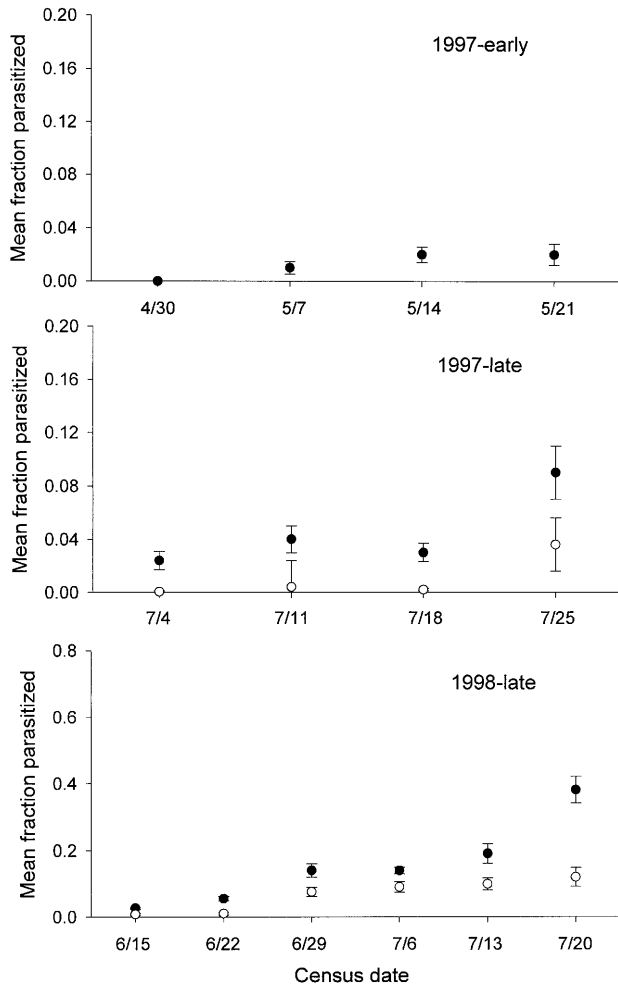 Mean fraction parasitized
0.20
0.16
0.12
0.08
0.04
0.00
1997-early
4/30 5/7 5/14 5/21
Mean fraction parasitized
0.20
0.16
0.12
0.08
0.04
0.00
1997-late
7/4 7/11 7/18 7/25
Mean fraction parasitized
0.8
0.6
0.4
0.2
0.0
1998-late
6/15 6/22 6/29 7/6 7/13 7/20
Census date